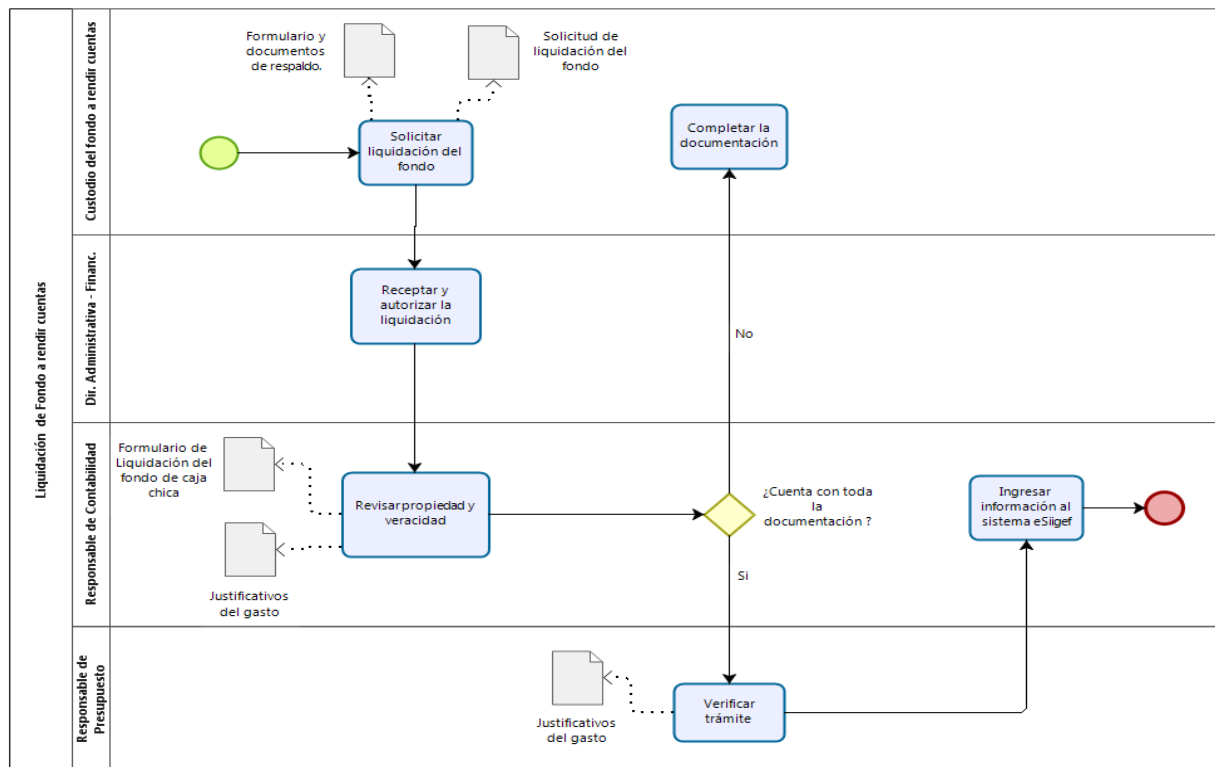 Liquidación de Fondo a rendir cuentas
Custodio del fondo a rendir cuentas
Formulario y
documentos
de respaldo.
Solicitud de
liquidación del
fondo
Solicitar
liquidación del
fondo
Completar la
documentación
Dir. Administrativa - Financ.
Receptar y
autorizar la
liquidación
No
Responsable de Contabilidad
Formulario de
Liquidación del
fondo de caja
chica
Revisar propiedad y
veracidad
Justificativos
del gasto
¿Cuenta con toda
la
documentación ?
Si
Ingresar
información al
sistema eSiigef
Responsable de
Presupuesto
Justificativos
del gasto
Verificar
trámite